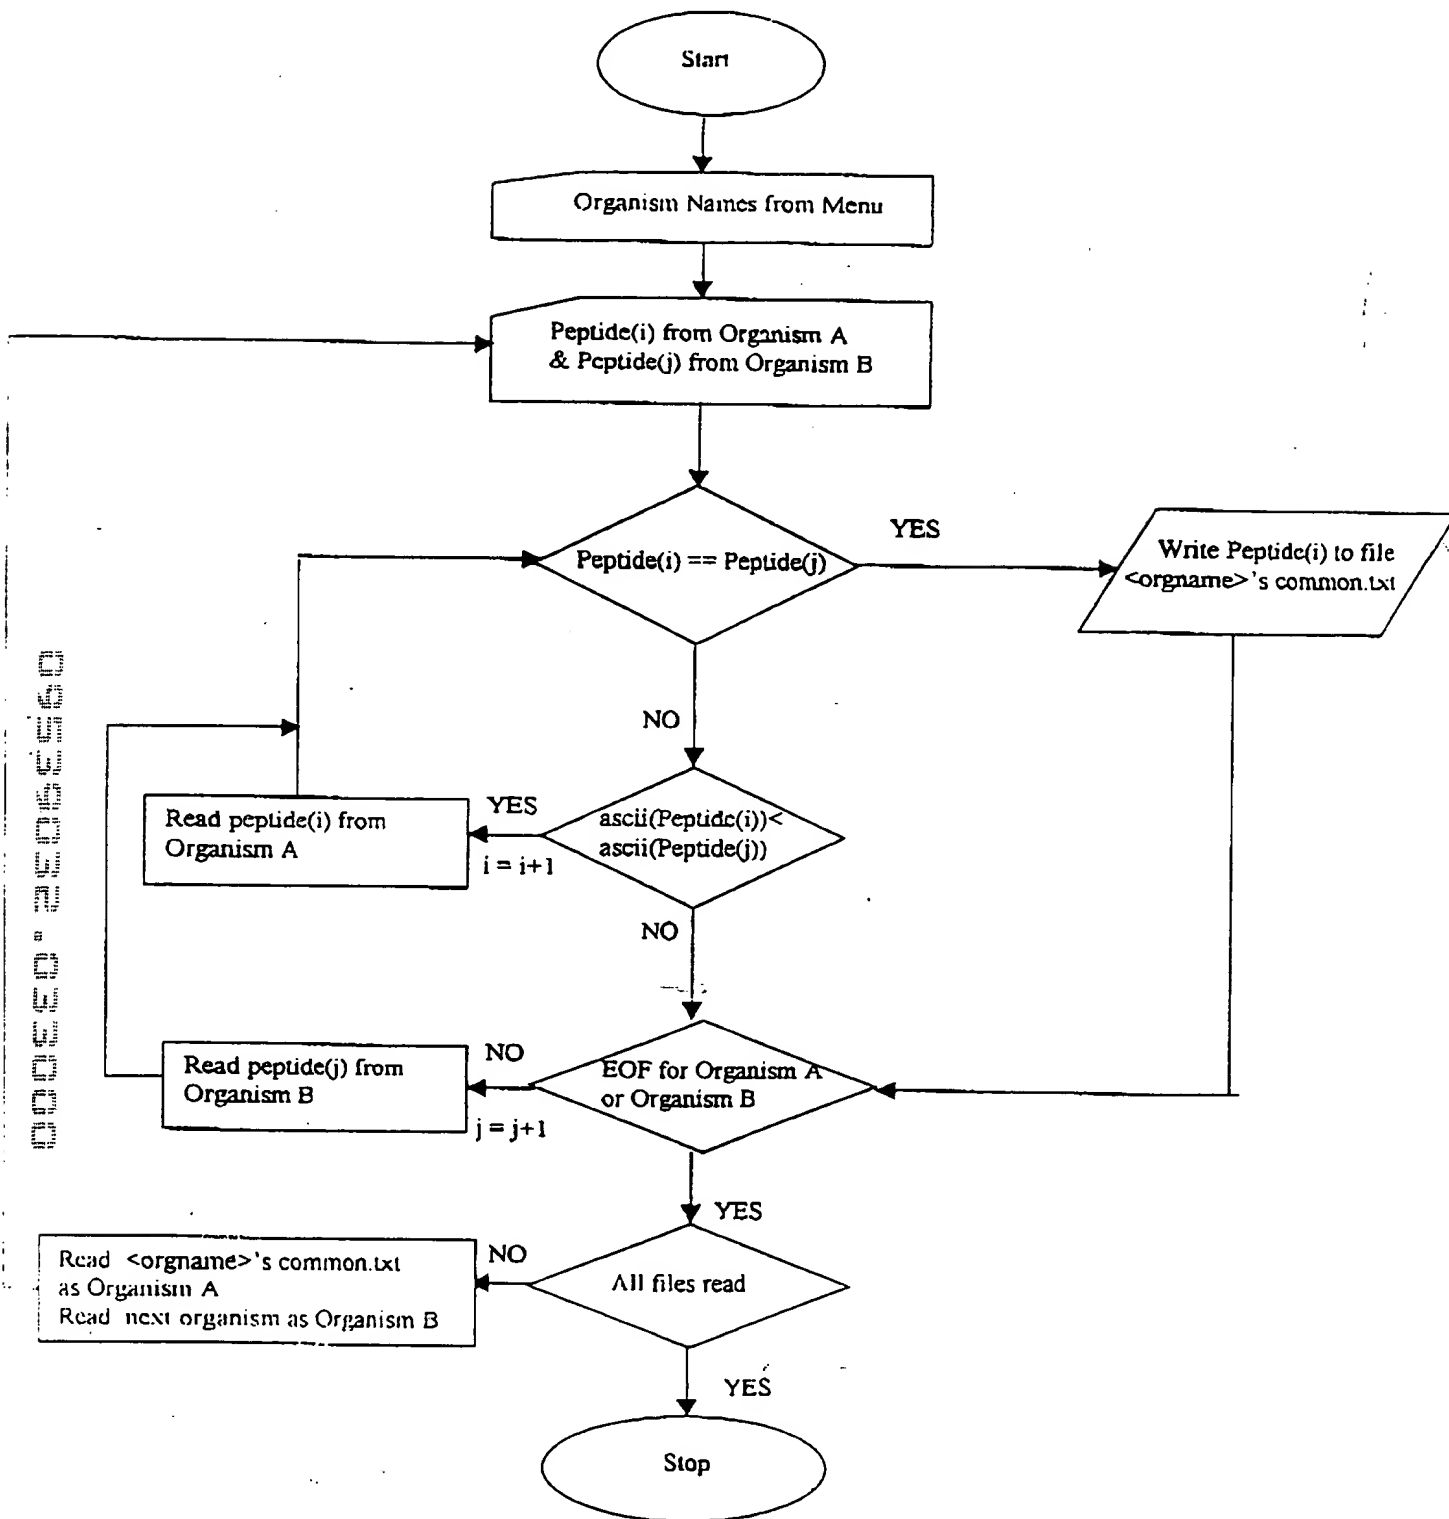 Start
Organism Names from Menu
Peptide(i) from Organism A
& Peptide(j) from Organism B
Peptide(i) == Peptide(j)
YES
Write Peptide(i) to file
<orgname>'s common.txt
NO
ascii(Peptide(i))<
ascii(Peptide(j))
YES
i = i+1
Read peptide(i) from
Organism A
NO
EOF for Organism A
or Organism B
NO
j = j+1
Read peptide(j) from
Organism B
YES
All files read
NO
Read <orgname>'s common.txt
as Organism A
Read next organism as Organism B
YES
Stop